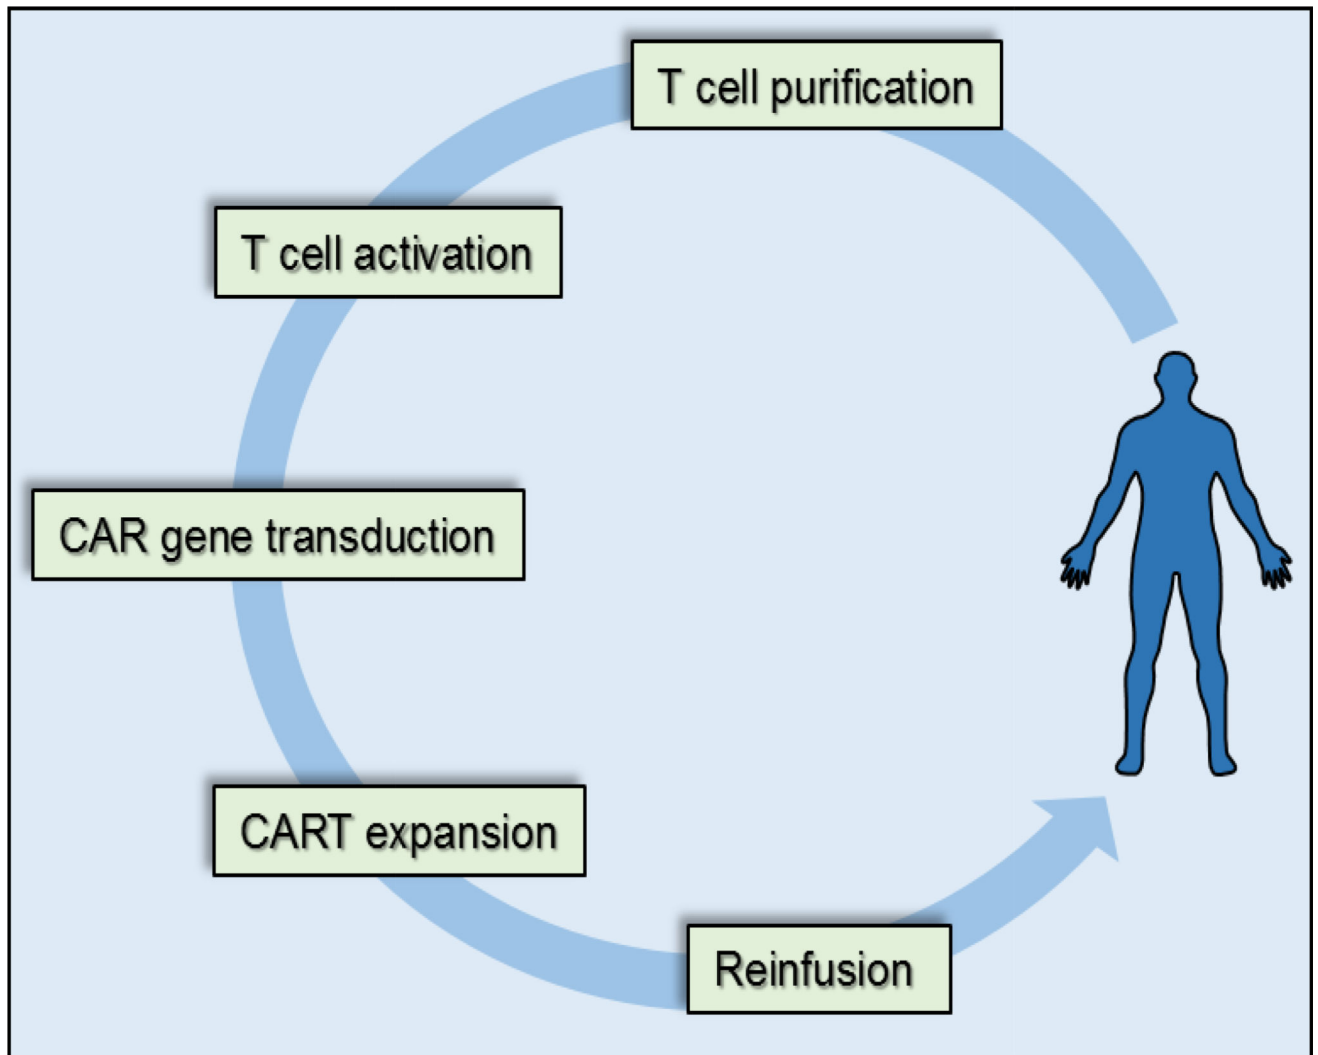 T cell purification
T cell activation
CAR gene transduction
CART expansion
Reinfusion